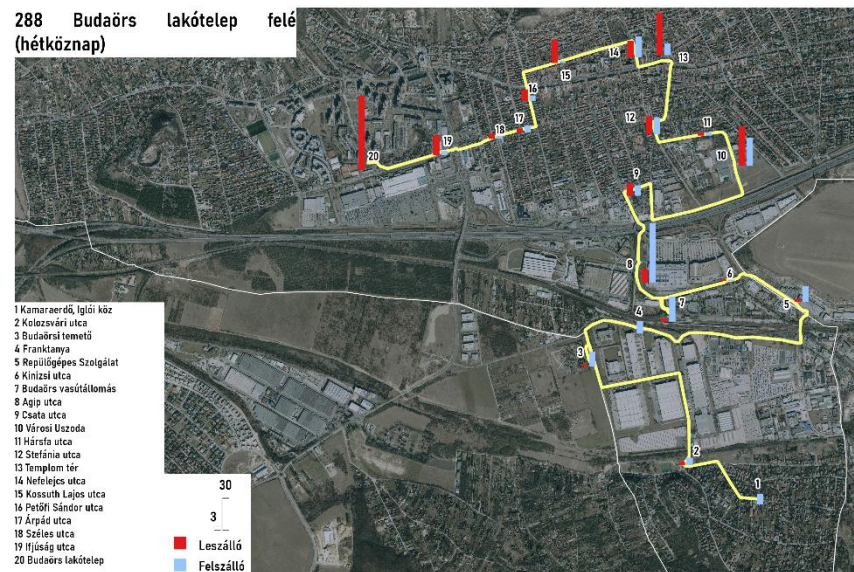 288 Budaörs lakótelep felé
(hétköznap)
14
13
15
16
12
11
17
18
19
20
10
9
8
6
7
5
4
3
2
1
1 Kamaraerdő, Iglói köz
2 Kolozsvári utca
3 Budaörsi temető
4 Franktanya
5 Repülőgépes Szolgálat
6 Kinizsi utca
7 Budaörs vasútállomás
8 Agip utca
9 Csata utca
10 Városi Uszoda
11 Hársfa utca
12 Stefánia utca
13 Templom tér
14 Nefelejcs utca
15 Kossuth Lajos utca
16 Petőfi Sándor utca
17 Árpád utca
18 Széles utca
19 Ifjúság utca
20 Budaörs lakótelep
30
3
Leszálló
Felszálló